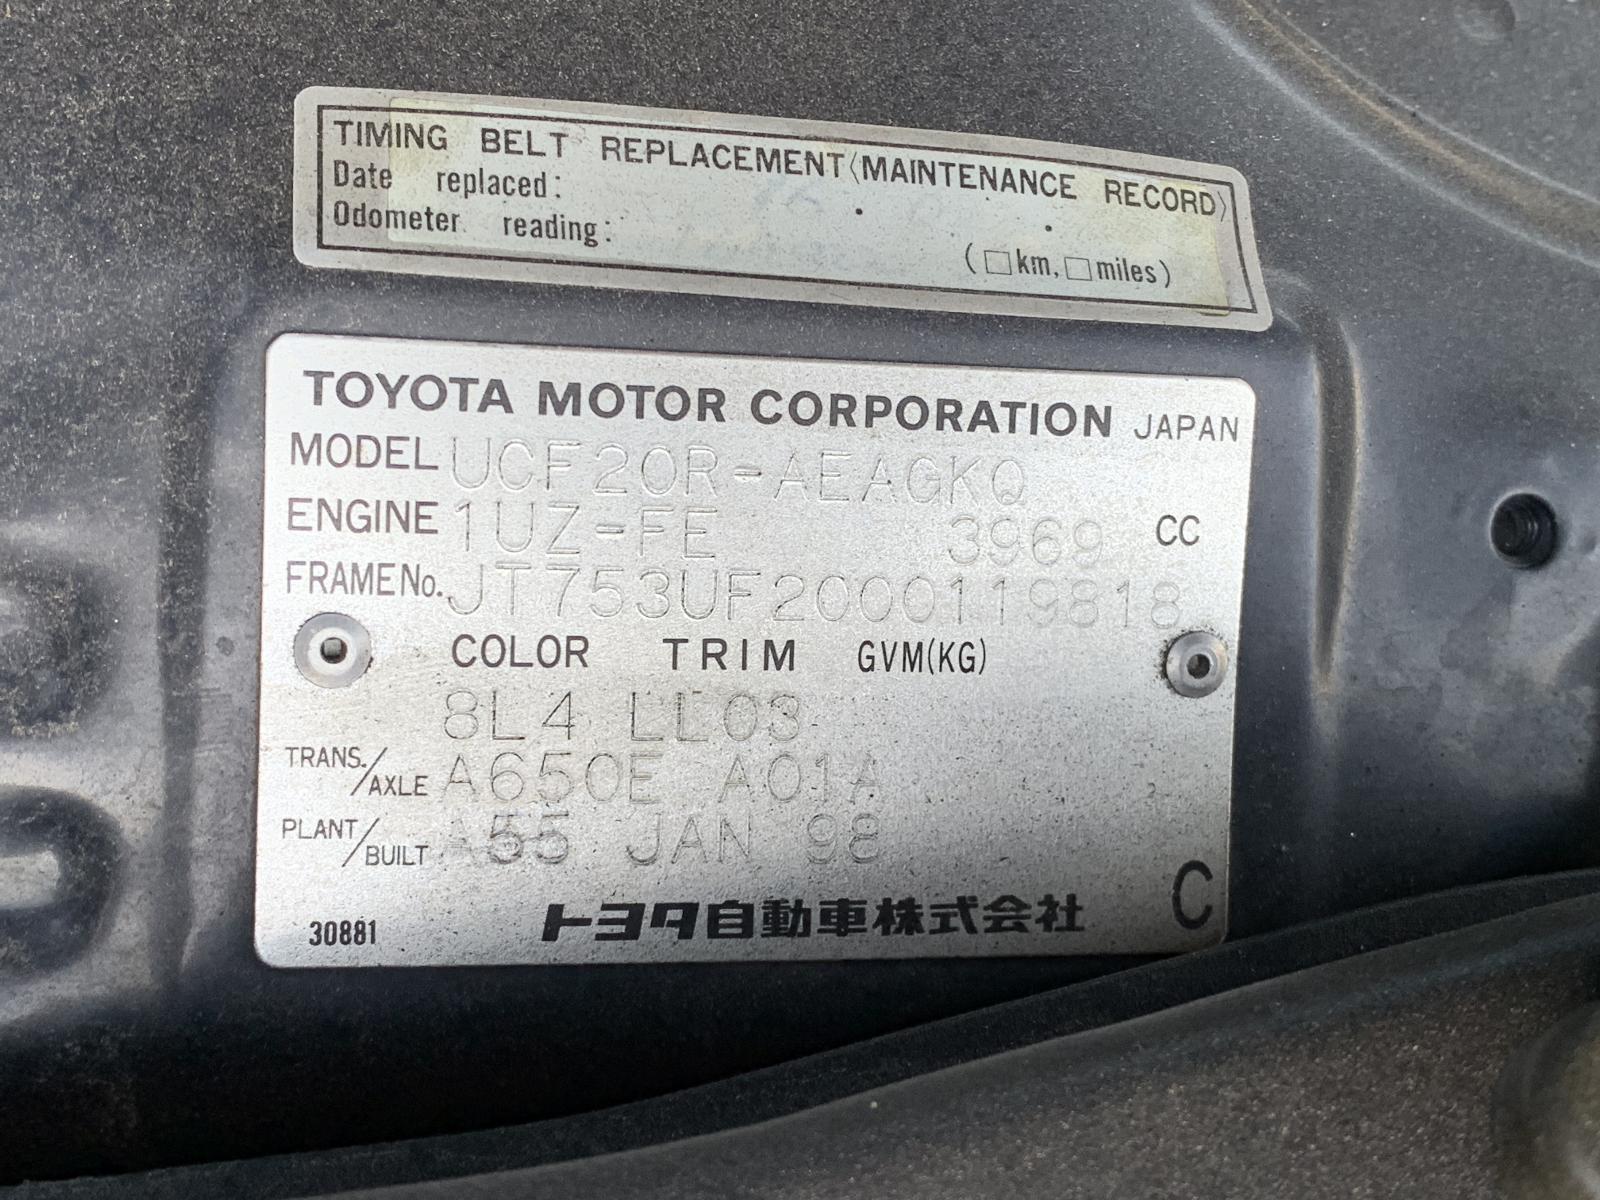 TIMING BELT REPLACEMENT(MAINTENANCE RECORD)
Date replaced:
Odometer reading:
(□km,□miles)
TOYOTA MOTOR CORPORATION JAPAN
MODEL UCF20R-AEAGKQ
ENGINE 1UZ-FE 3969 CC
FRAME No. JT753UF2000119818
COLOR TRIM GVM(KG)
8L4 LL03
TRANS./AXLE A650E A01A
PLANT/BUILT A55 JAN 98
30881 トヨタ自動車株式会社 C